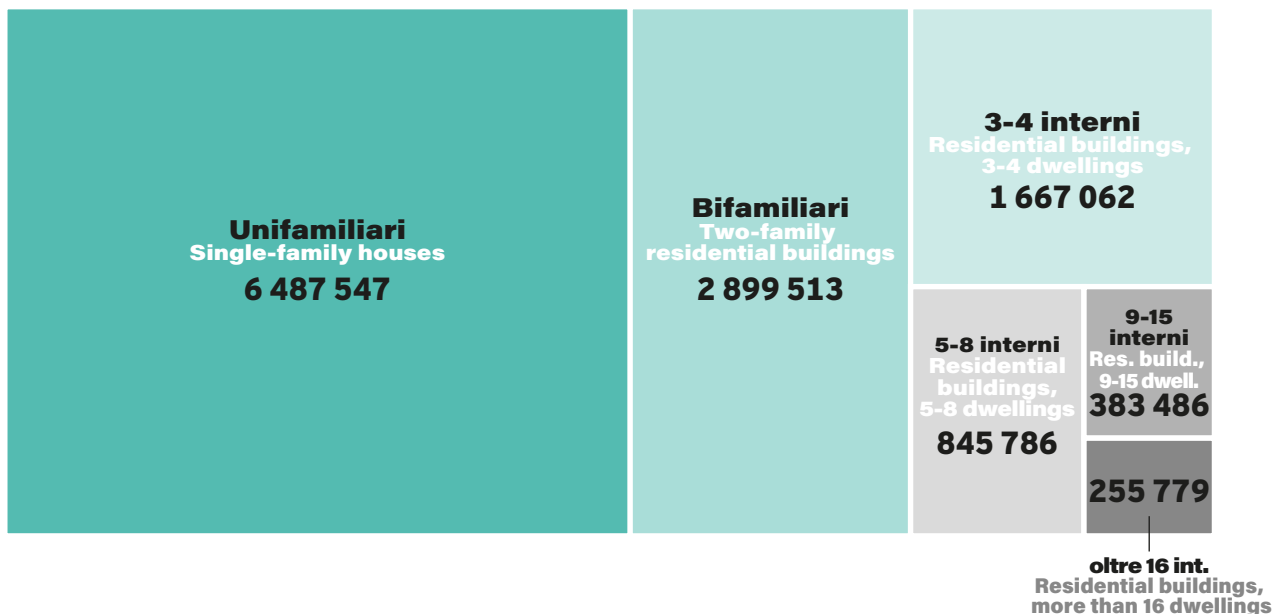 Unifamiliari
Single-family houses
6 487 547
Bifamiliari
Two-family
residential buildings
2 899 513
3-4 interni
Residential buildings,
3-4 dwellings
1 667 062
5-8 interni
Residential
buildings,
5-8 dwellings
845 786
9-15
interni
Res. build.,
9-15 dwell.
383 486
255 779
oltre 16 int.
Residential buildings,
more than 16 dwellings